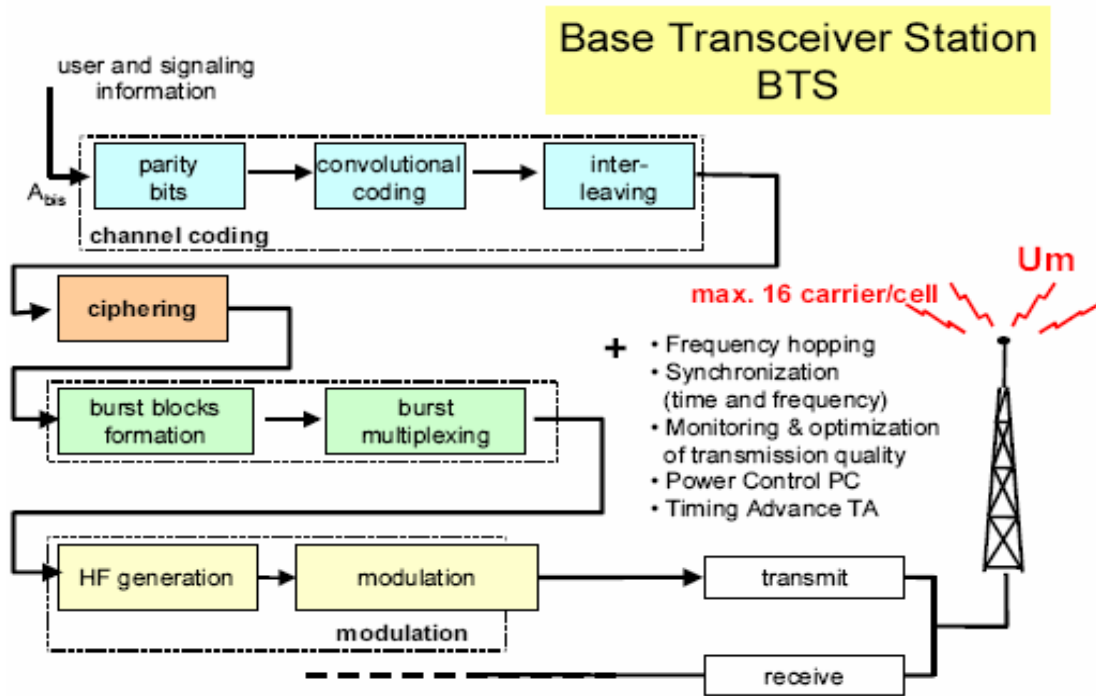 Base Transceiver Station
BTS
user and signaling
information
Abis
parity
bits
convolutional
coding
inter-
leaving
channel coding
ciphering
Um
max. 16 carrier/cell
+
• Frequency hopping
• Synchronization
(time and frequency)
• Monitoring & optimization
of transmission quality
• Power Control PC
• Timing Advance TA
burst blocks
formation
burst
multiplexing
HF generation
modulation
modulation
transmit
receive